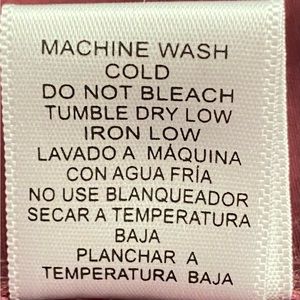 MACHINE WASH
COLD
DO NOT BLEACH
TUMBLE DRY LOW
IRON LOW
LAVADO A MÁQUINA
CON AGUA FRÍA
NO USE BLANQUEADOR
SECAR A TEMPERATURA
BAJA
PLANCHAR A
TEMPERATURA BAJA